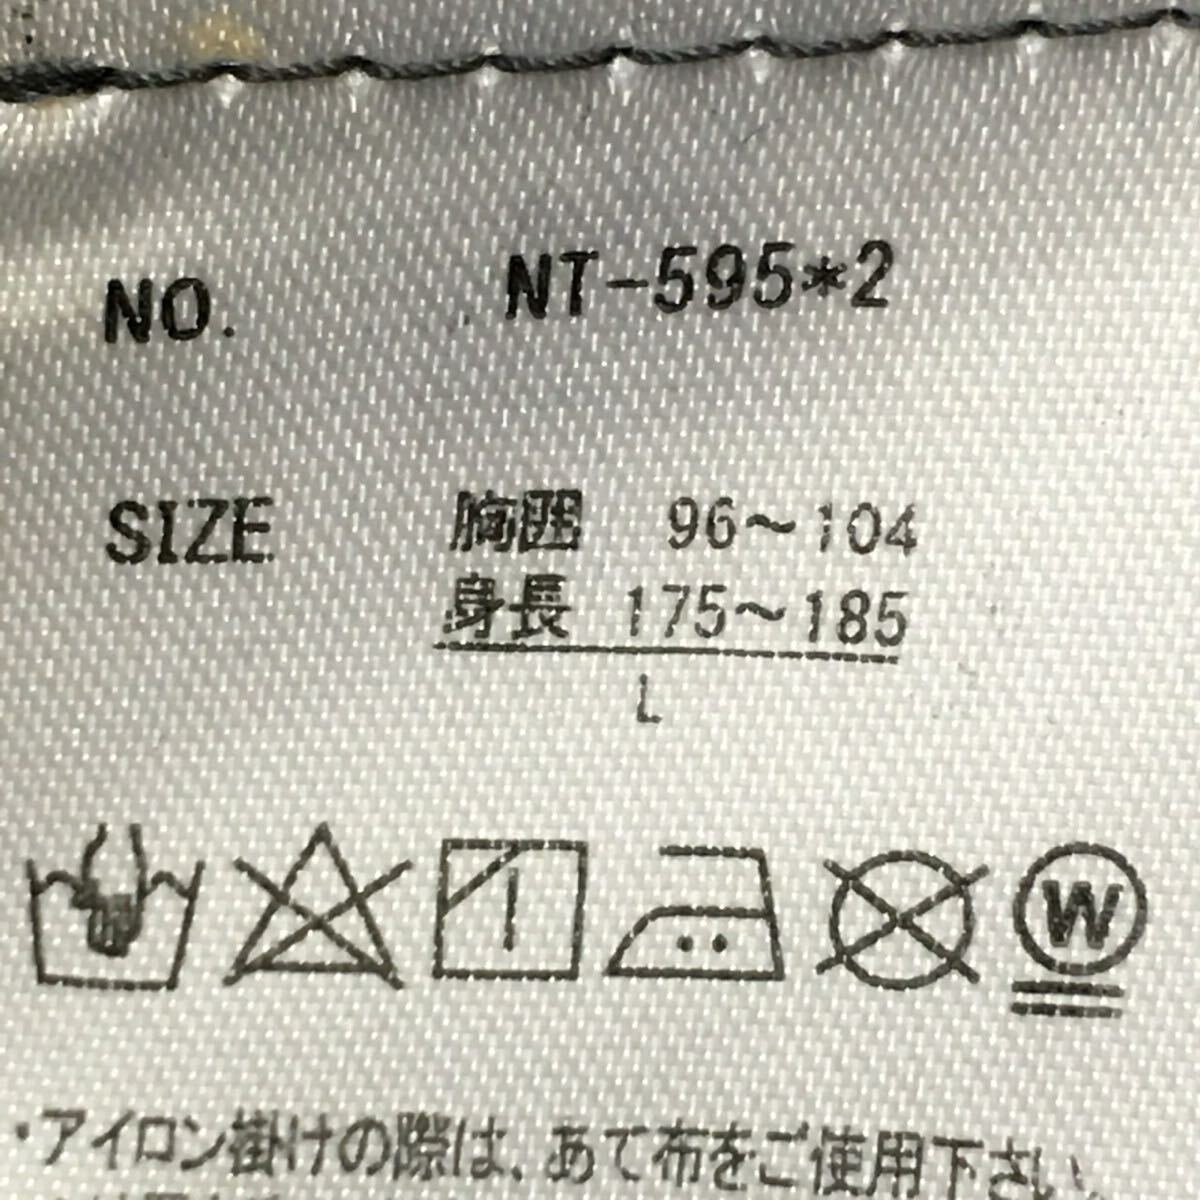 NO. NT-595*2
SIZE 胸囲 96～104
身長 175～185
L
W
・アイロン掛けの際は、あて布をご使用下さい、